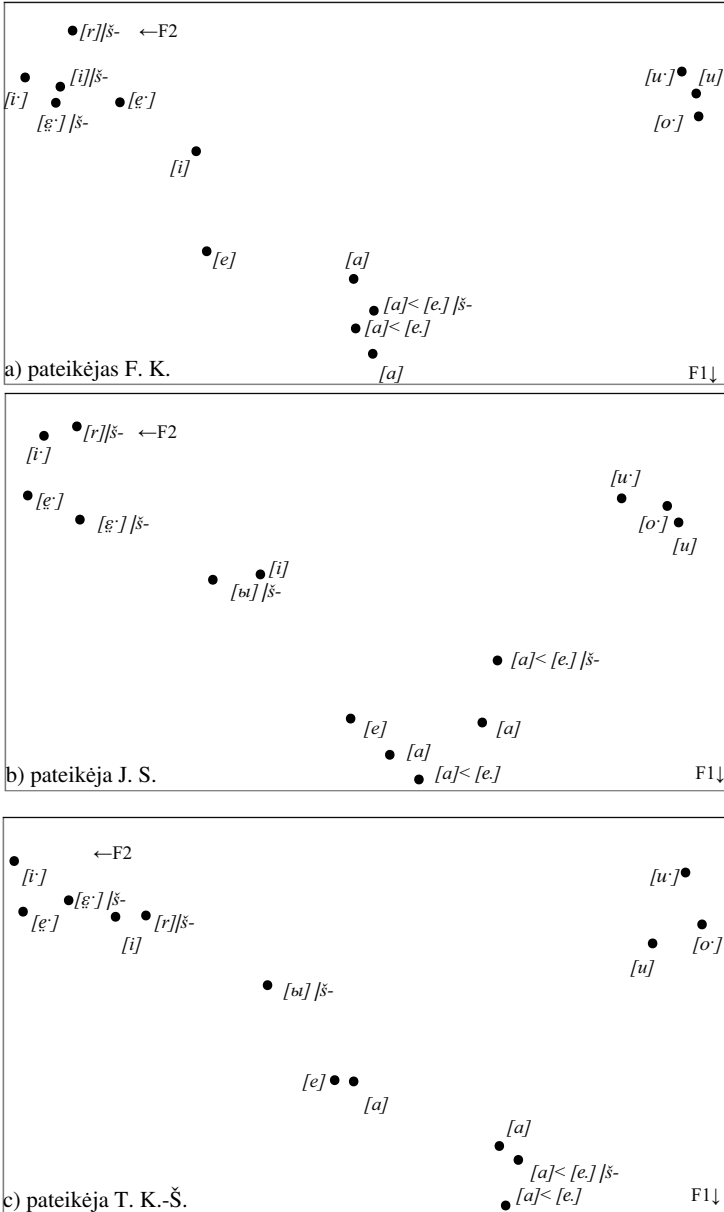 [r]|š- ←F2
[i·] [i]|š- [ę̈·] [u·] [u]
[ε̈·]|š- [o·]
[i]
[e] [a]
[a]< [e.]|š-
[a]< [e.]
a) pateikėjas F. K. [a] F1↓
[r]|š- ←F2
[i·]
[ę̈·] [u·]
[ε̈·]|š- [o·]
[u]
[i]
[ы]|š-
[a]< [e.]|š-
[e] [a]
[a]
b) pateikėja J. S. [a]< [e.] F1↓
←F2
[i·] [u·]
[ε̈·]|š-
[ę̈·] [i] [r]|š- [o·]
[u]
[ы]|š-
[e] [a]
[a]
[a]< [e.]|š-
c) pateikėja T. K.-Š. [a]< [e.] F1↓